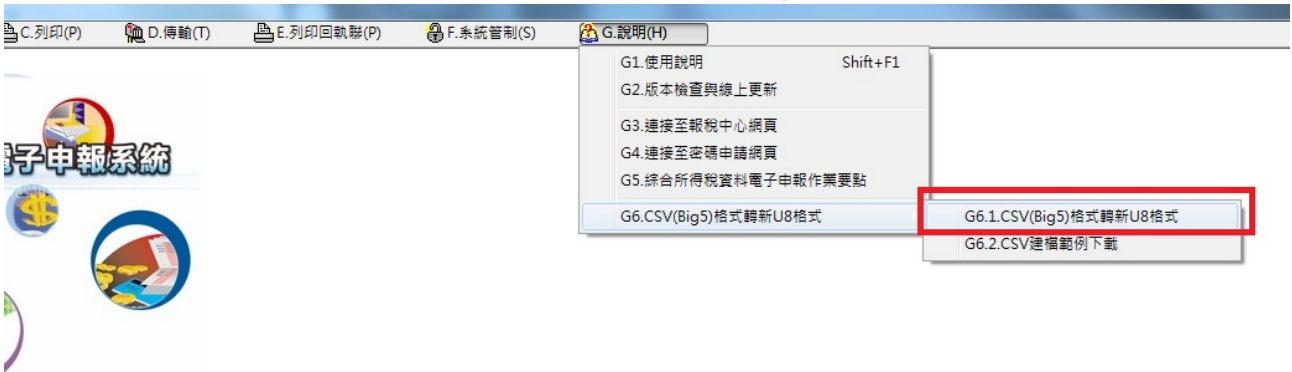 C.列印(P) D.傳輸(T) E.列印回執聯(P) F.系統管制(S) G.說明(H)
G1.使用說明 Shift+F1
G2.版本檢查與線上更新
G3.連接至報稅中心網頁
G4.連接至密碼申請網頁
G5.綜合所得稅資料電子申報作業要點
G6.CSV(Big5)格式轉新U8格式
G6.1.CSV(Big5)格式轉新U8格式
G6.2.CSV建檔範例下載
子申報系統